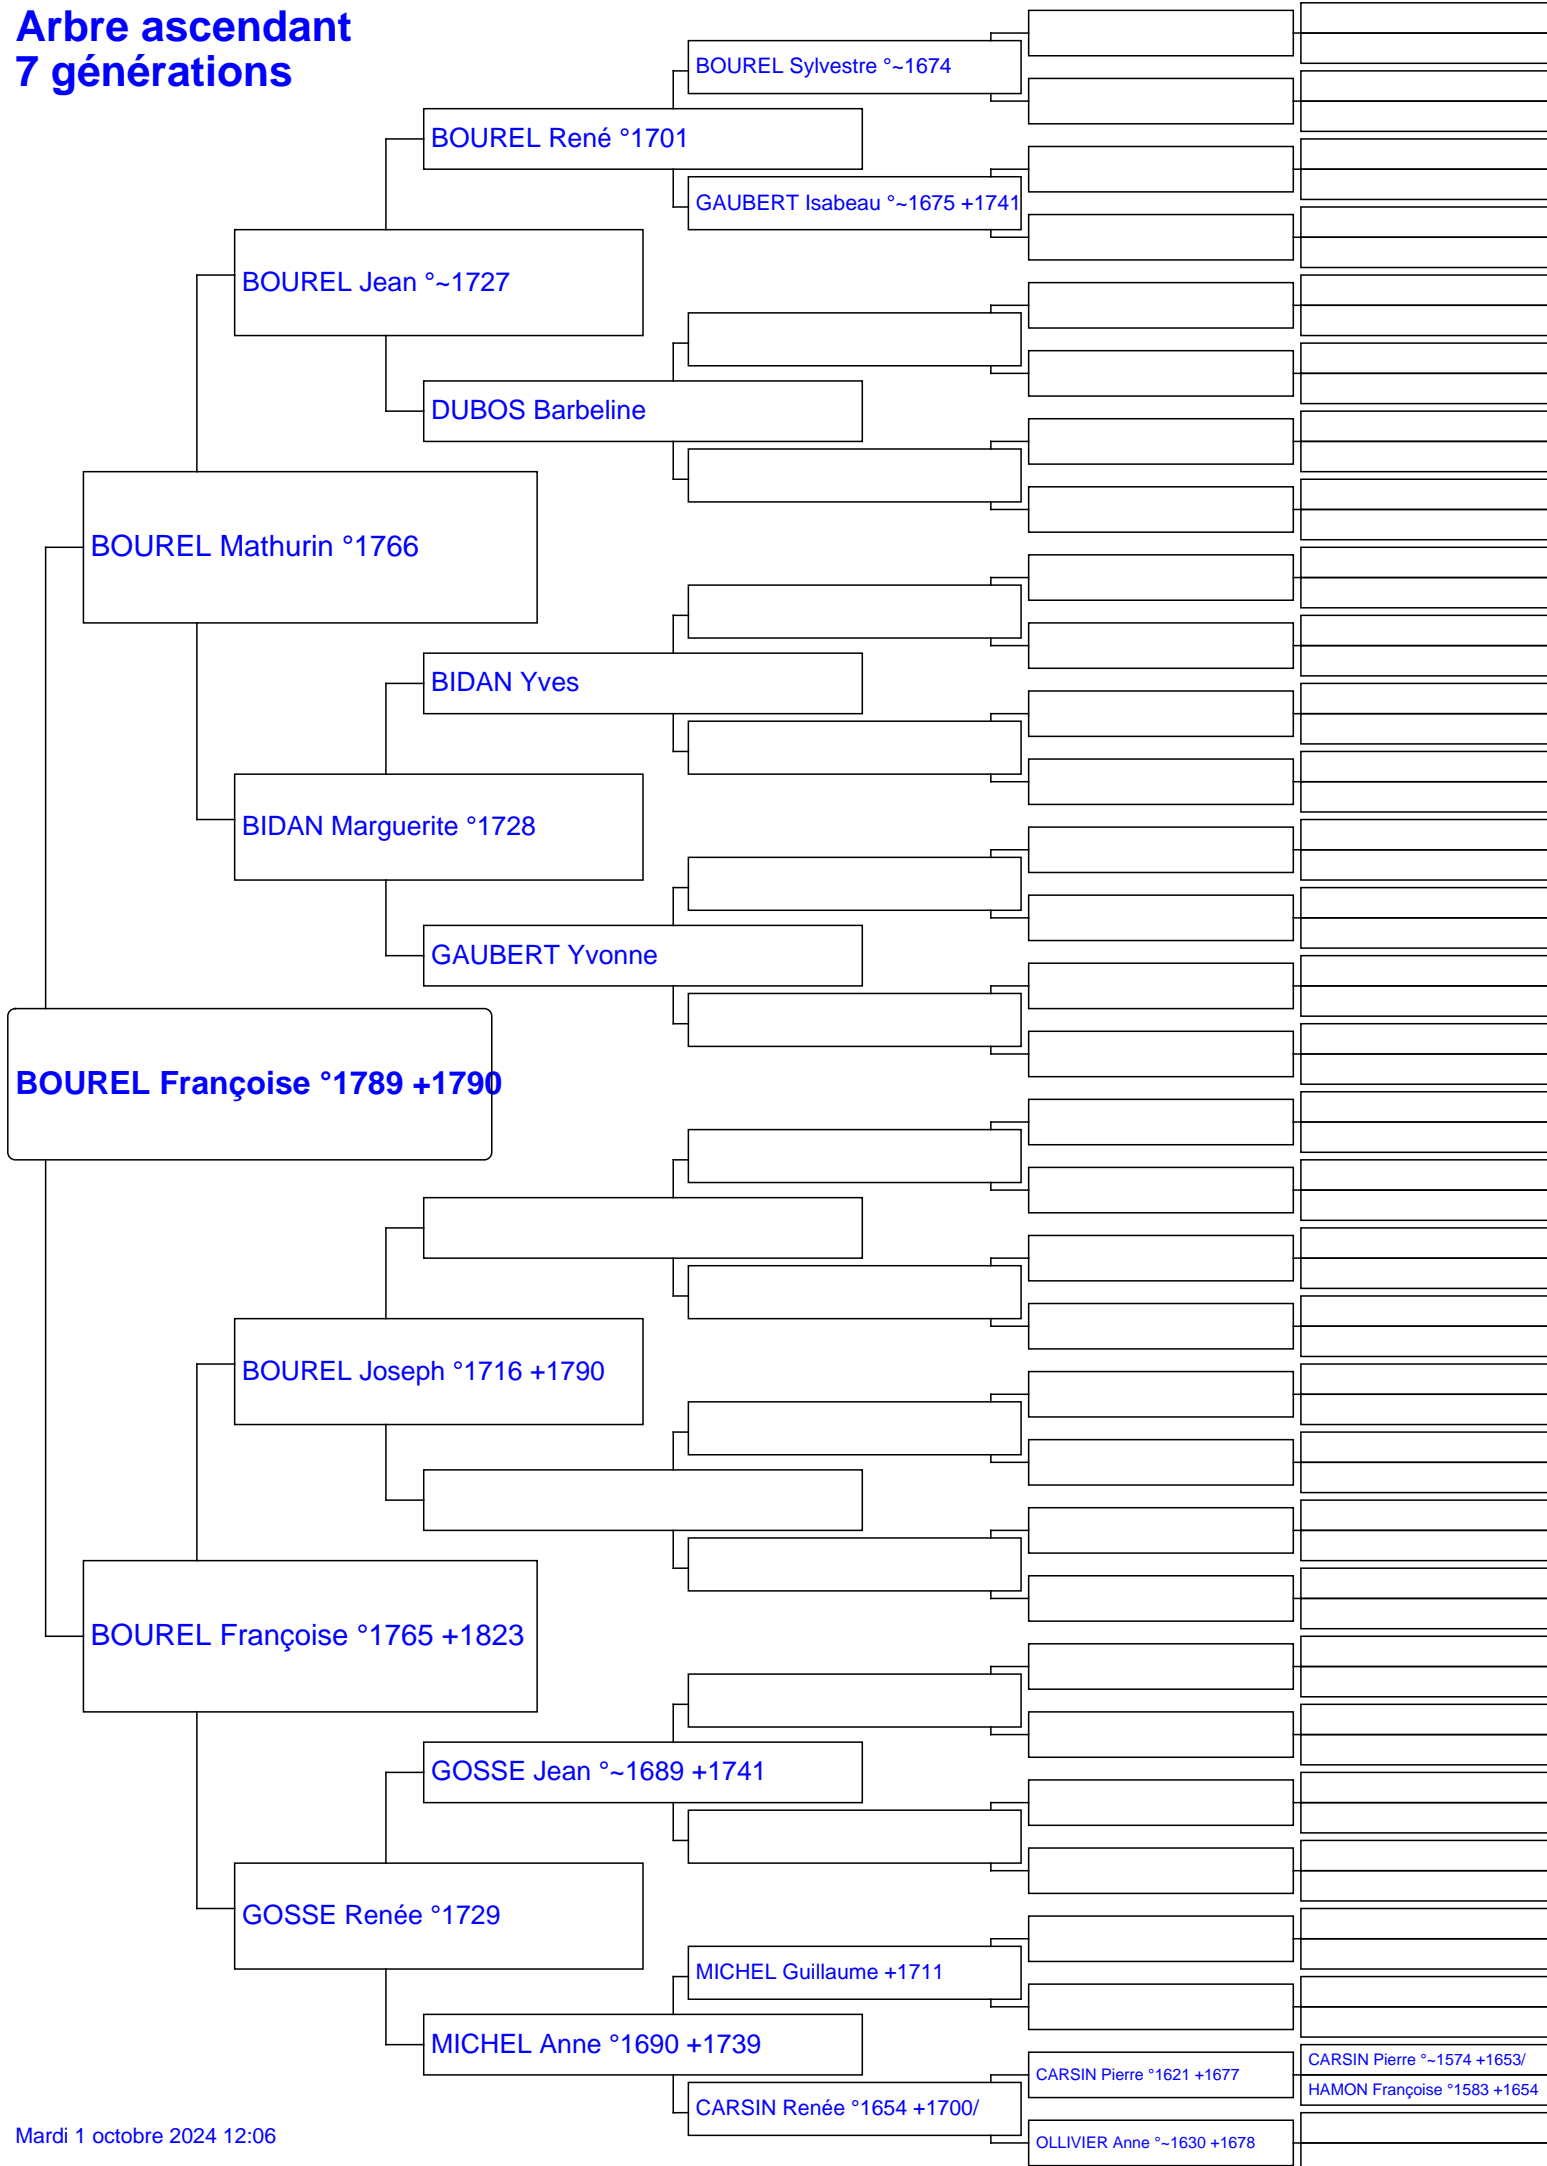 Arbre ascendant
7 générations
BOUREL Sylvestre °~1674
BOUREL René °1701
GAUBERT Isabeau °~1675 +1741
BOUREL Jean °~1727
DUBOS Barbeline
BOUREL Mathurin °1766
BIDAN Yves
BIDAN Marguerite °1728
GAUBERT Yvonne
BOUREL Françoise °1789 +1790
BOUREL Joseph °1716 +1790
BOUREL Françoise °1765 +1823
GOSSE Jean °~1689 +1741
GOSSE Renée °1729
MICHEL Guillaume +1711
MICHEL Anne °1690 +1739
CARSIN Pierre °~1574 +1653/
CARSIN Pierre °1621 +1677
HAMON Françoise °1583 +1654
CARSIN Renée °1654 +1700/
OLLIVIER Anne °~1630 +1678
Mardi 1 octobre 2024 12:06